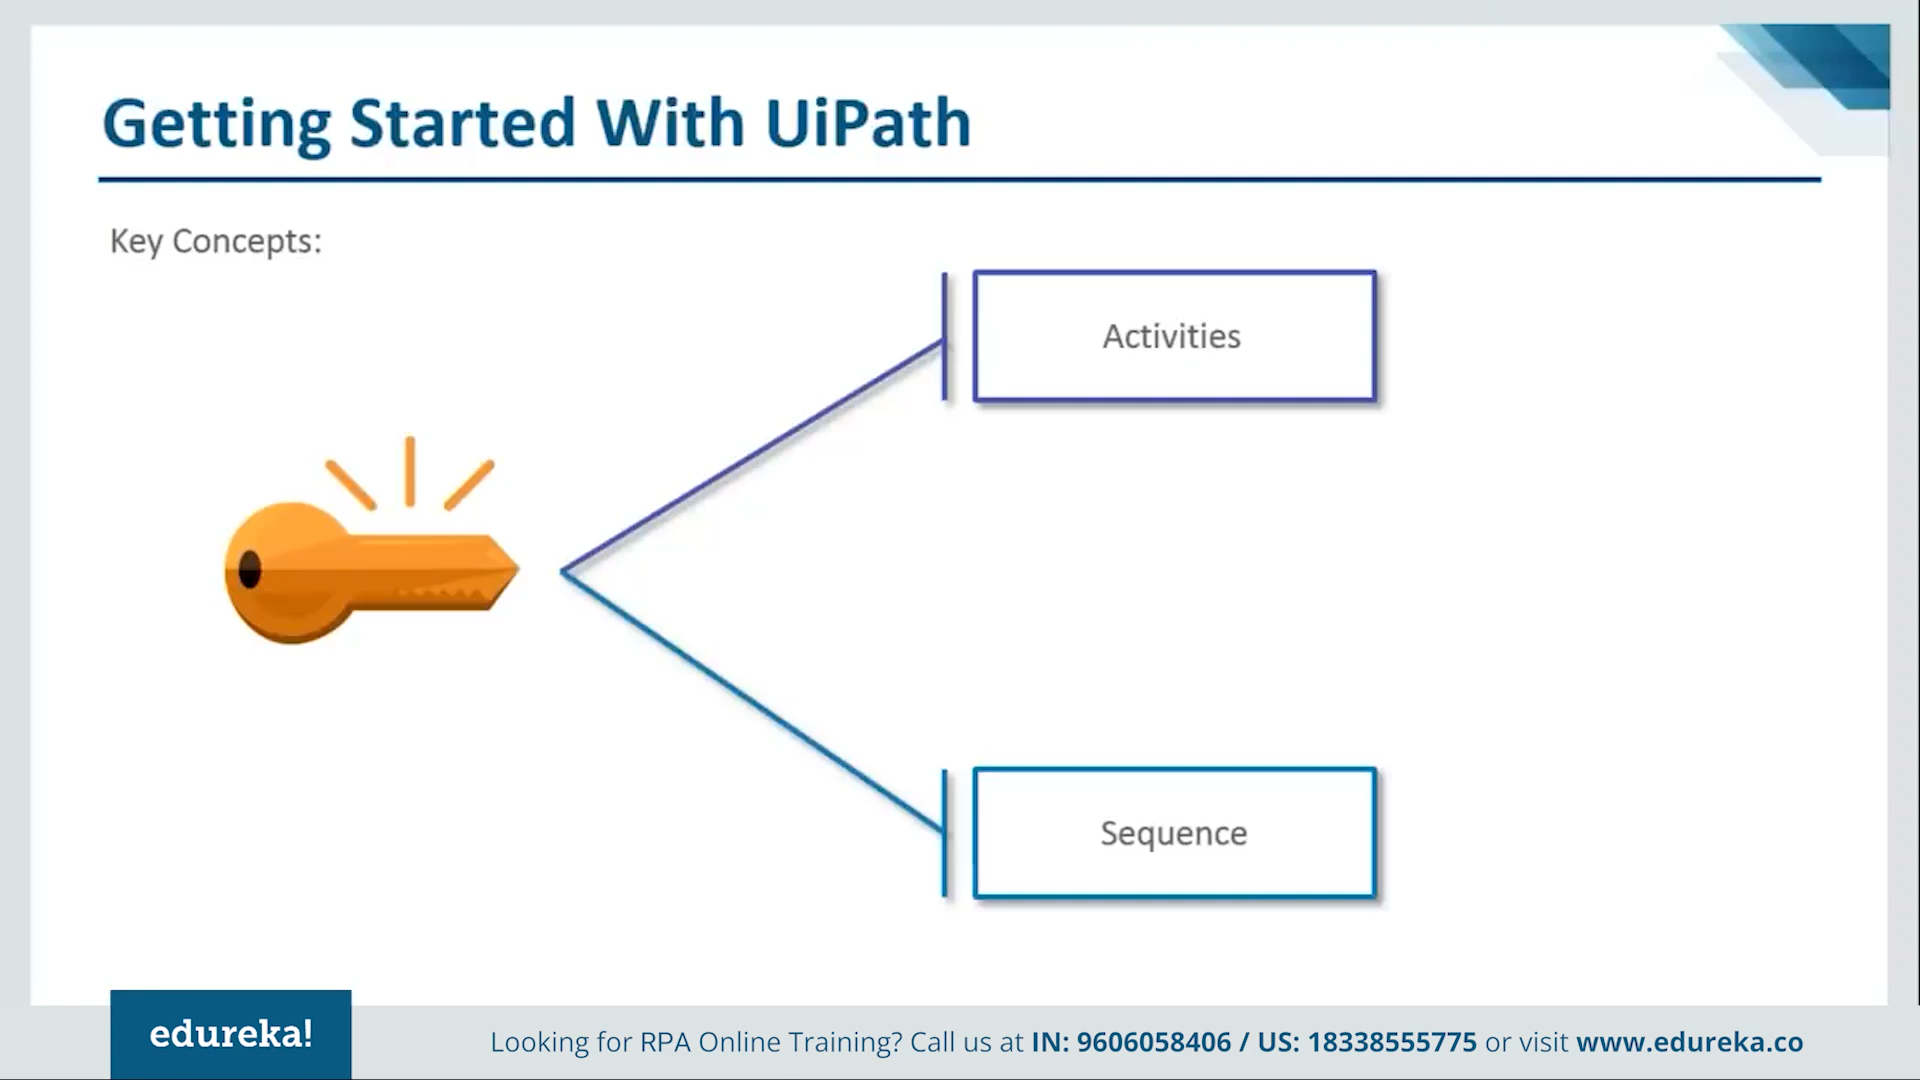 Getting Started With UiPath
Key Concepts:
Activities
Sequence
edureka!
Looking for RPA Online Training? Call us at IN: 9606058406 / US: 18338555775 or visit www.edureka.co